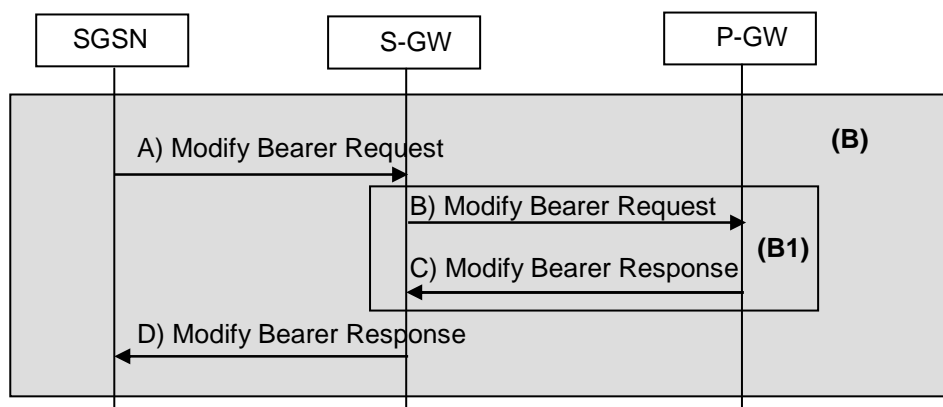 SGSN
S-GW
P-GW
(B)
A) Modify Bearer Request
B) Modify Bearer Request
(B1)
C) Modify Bearer Response
D) Modify Bearer Response